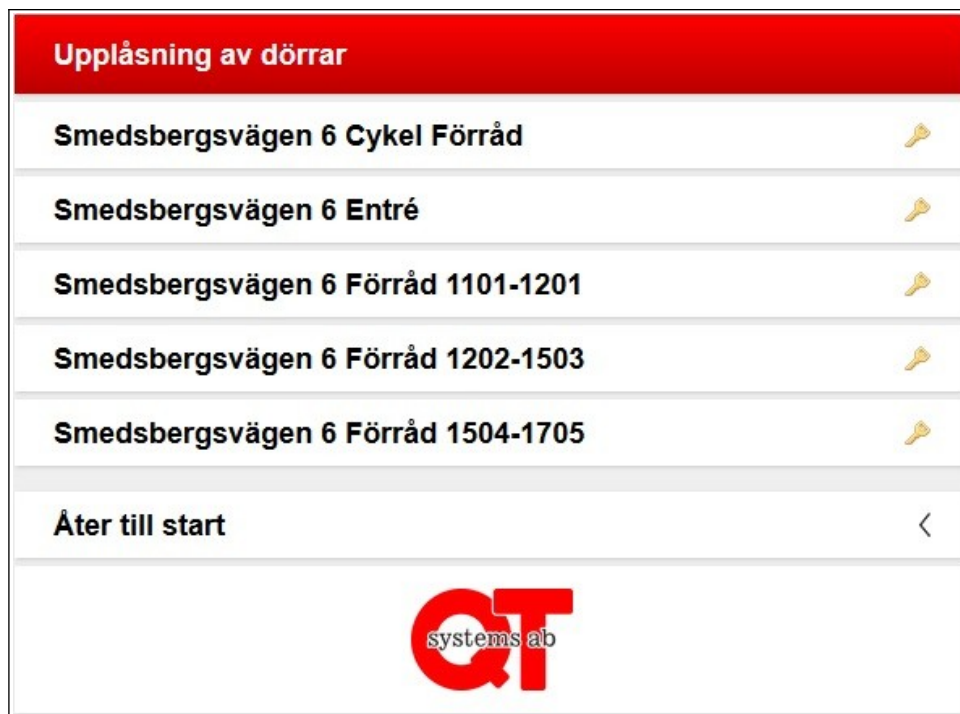 Upplåsning av dörrar
Smedsbergsvägen 6 Cykel Förråd
Smedsbergsvägen 6 Entré
Smedsbergsvägen 6 Förråd 1101-1201
Smedsbergsvägen 6 Förråd 1202-1503
Smedsbergsvägen 6 Förråd 1504-1705
Åter till start
QT
systems ab